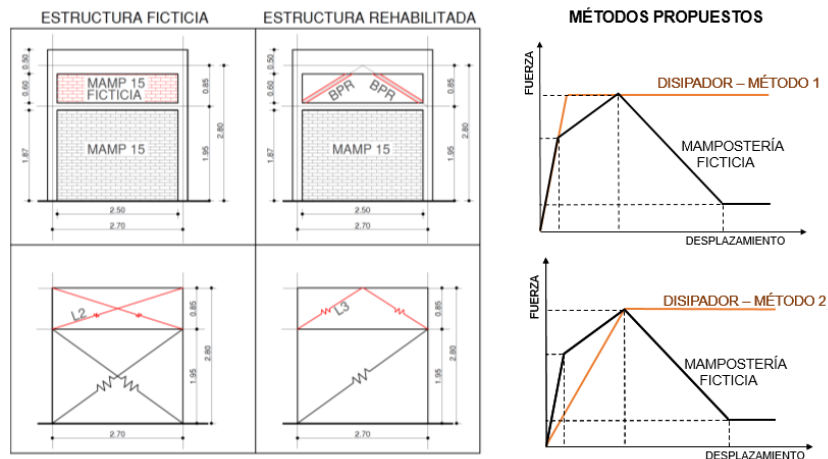 ESTRUCTURA FICTICIA
ESTRUCTURA REHABILITADA
0.50
0.60
1.87
MAMP 15
FICTICIA
MAMP 15
0.85
1.95
2.80
2.50
2.70
0.50
0.60
1.87
BPR
BPR
MAMP 15
0.85
1.95
2.80
2.50
2.70
L2
0.85
1.95
2.80
2.70
L3
0.85
1.95
2.80
2.70
MÉTODOS PROPUESTOS
FUERZA
DISIPADOR – MÉTODO 1
MAMPOSTERÍA
FICTICIA
DESPLAZAMIENTO
FUERZA
DISIPADOR – MÉTODO 2
MAMPOSTERÍA
FICTICIA
DESPLAZAMIENTO